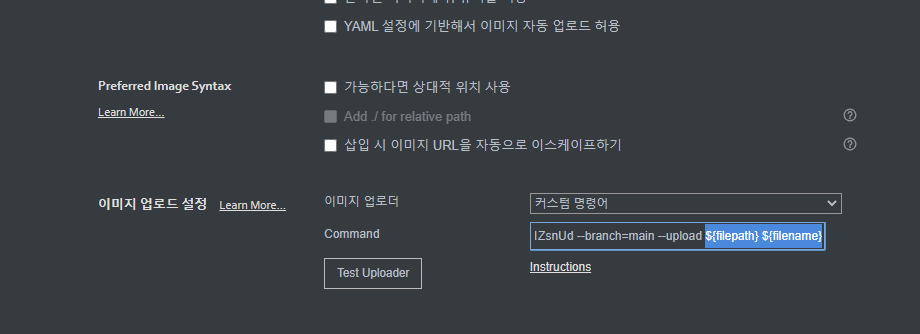 YAML 설정에 기반해서 이미지 자동 업로드 허용
Preferred Image Syntax
가능하다면 상대적 위치 사용
Learn More...
Add ./ for relative path
삽입 시 이미지 URL을 자동으로 이스케이프하기
이미지 업로드 설정 Learn More...
이미지 업로더
커스텀 명령어
Command
IZsnUd --branch=main --upload ${filepath} ${filename}
Test Uploader
Instructions